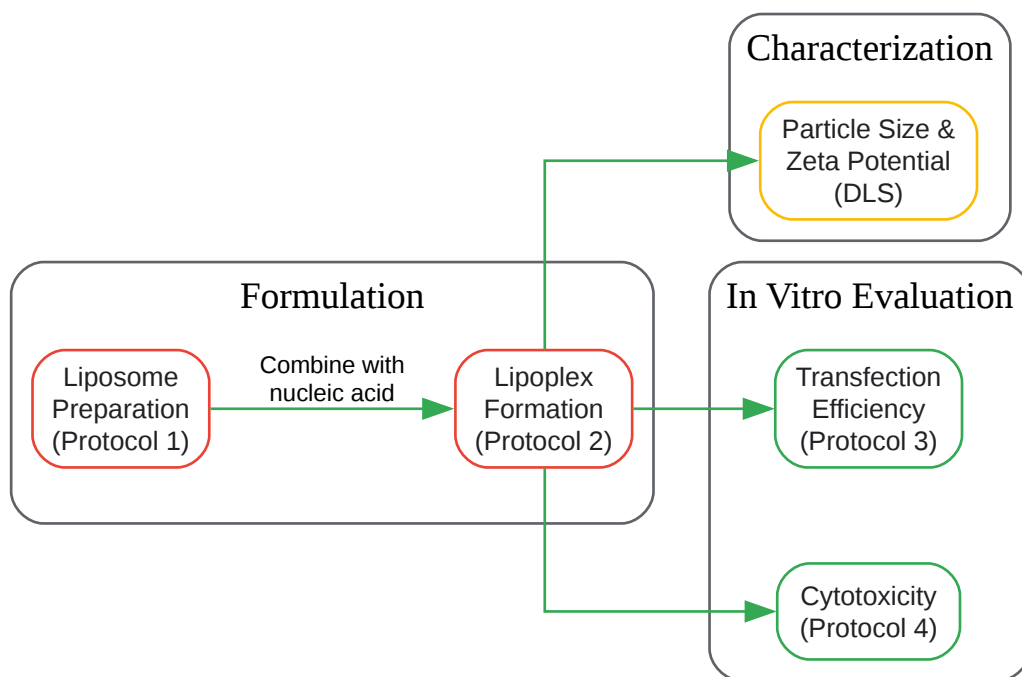 Characterization
Particle Size &
Zeta Potential
(DLS)
Formulation
Liposome
Preparation
(Protocol 1)
Combine with
nucleic acid
Lipoplex
Formation
(Protocol 2)
In Vitro Evaluation
Transfection
Efficiency
(Protocol 3)
Cytotoxicity
(Protocol 4)